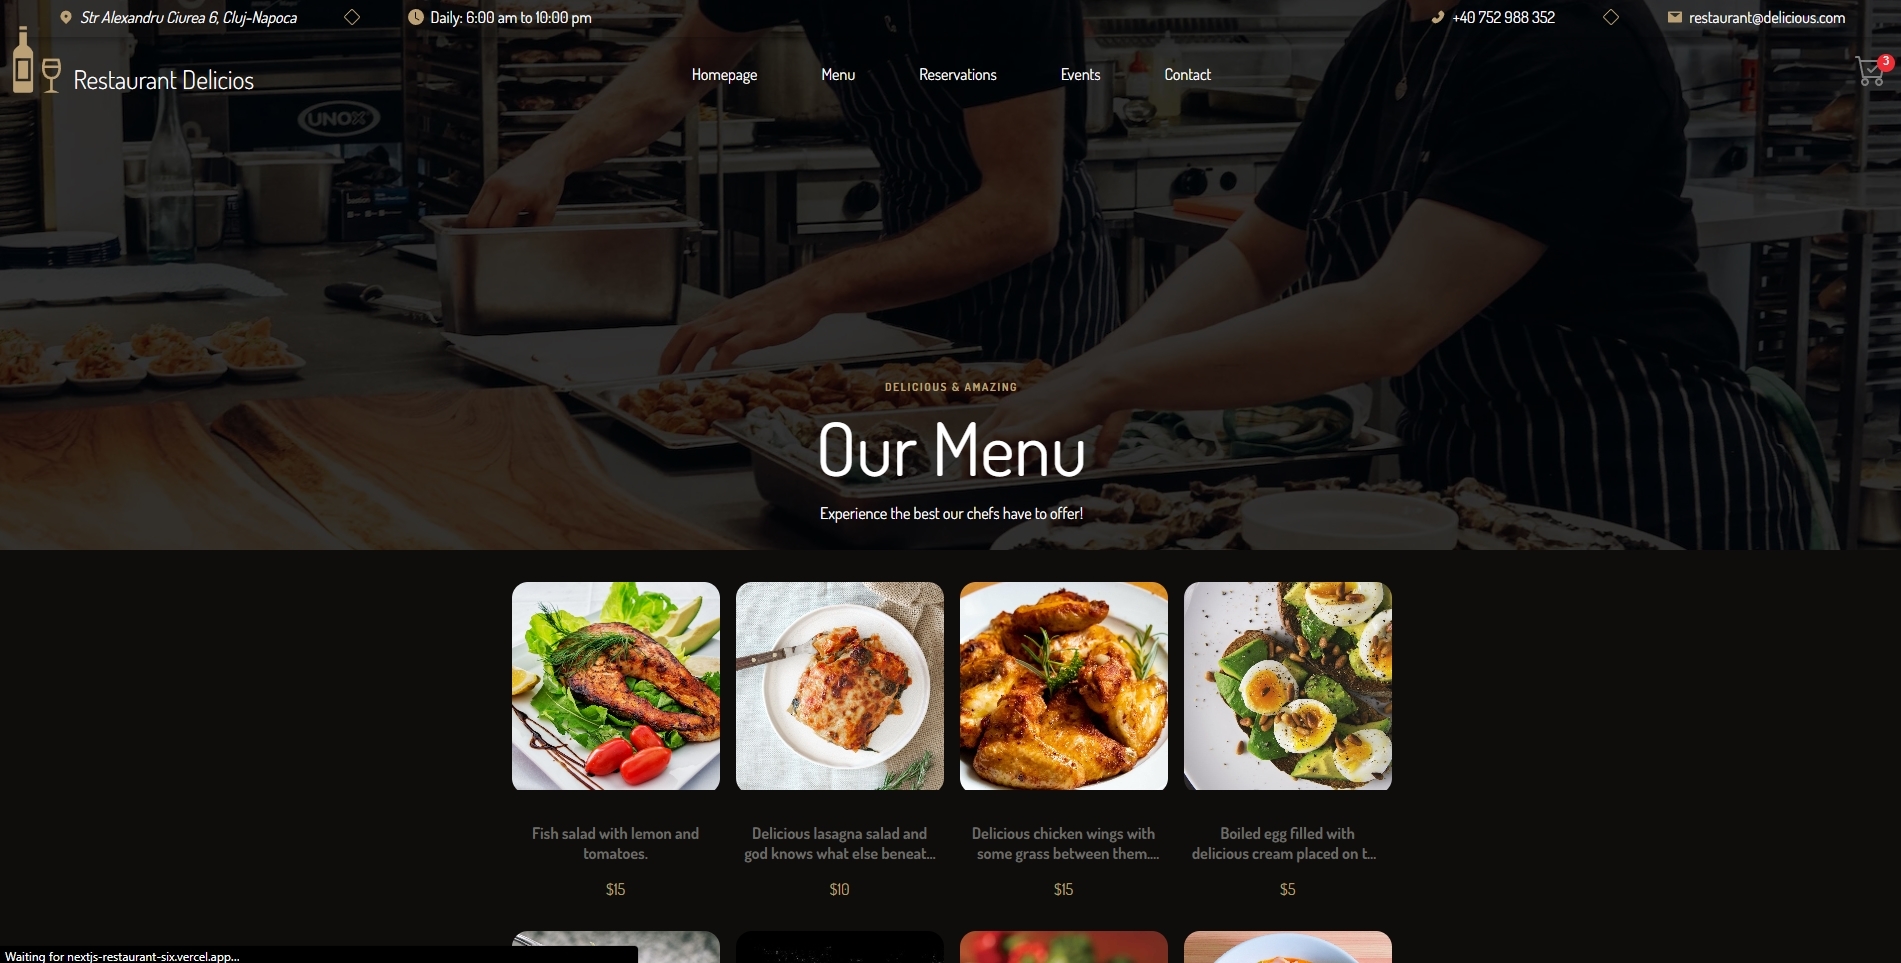 Str Alexandru Ciurea 6, Cluj-Napoca
Daily: 6:00 am to 10:00 pm
+40 752 988 352
restaurant@delicious.com
Restaurant Delicios
Homepage
Menu
Reservations
Events
Contact
3
UNOX
DELICIOUS & AMAZING
Our Menu
Experience the best our chefs have to offer!
Fish salad with lemon and
tomatoes.
$15
Delicious lasagna salad and
god knows what else beneat...
$10
Delicious chicken wings with
some grass between them....
$15
Boiled egg filled with
delicious cream placed on t...
$5
Waiting for nextjs-restaurant-six.vercel.app...